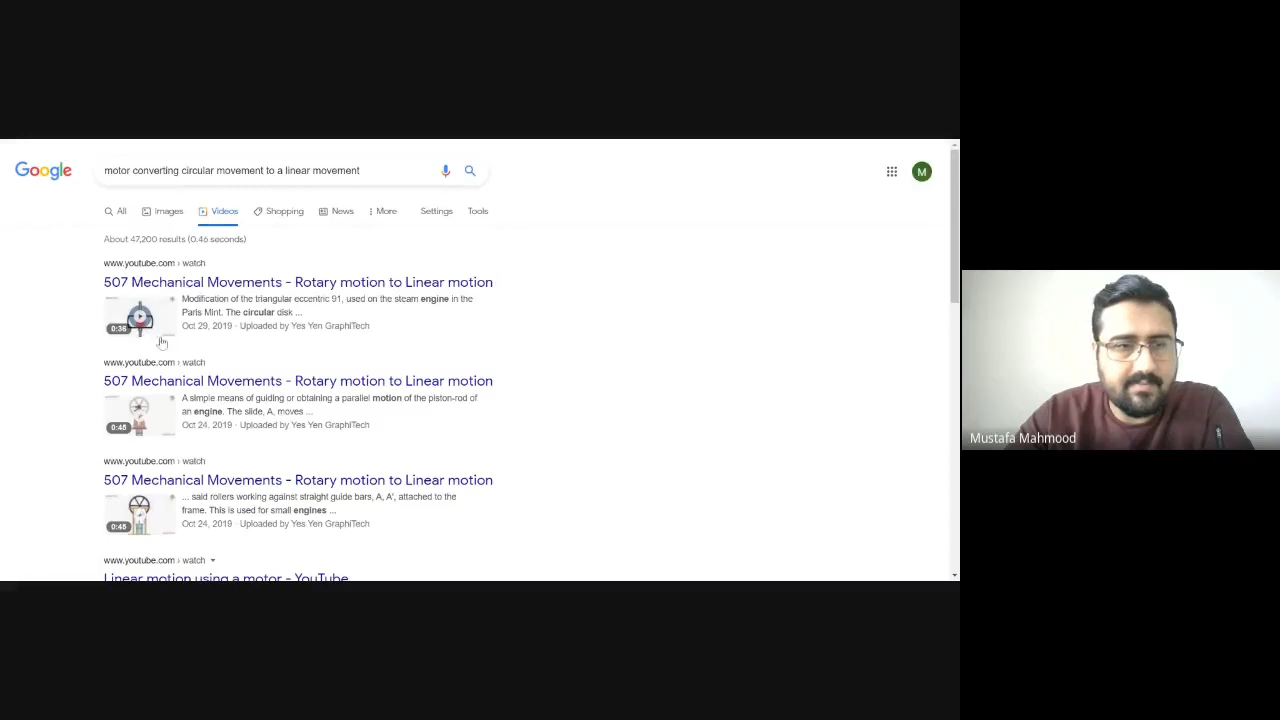 Google
motor converting circular movement to a linear movement
M
All Images Videos Shopping News More Settings Tools
About 47,200 results (0.46 seconds)
www.youtube.com › watch
507 Mechanical Movements - Rotary motion to Linear motion
Modification of the triangular eccentric 91, used on the steam engine in the
Paris Mint. The circular disk ...
0:36
Oct 29, 2019 · Uploaded by Yes Yen GraphiTech
www.youtube.com › watch
507 Mechanical Movements - Rotary motion to Linear motion
A simple means of guiding or obtaining a parallel motion of the piston-rod of
an engine. The slide, A, moves ...
0:48
Oct 24, 2019 · Uploaded by Yes Yen GraphiTech
www.youtube.com › watch
507 Mechanical Movements - Rotary motion to Linear motion
... said rollers working against straight guide bars, A, A', attached to the
frame. This is used for small engines ...
0:45
Oct 24, 2019 · Uploaded by Yes Yen GraphiTech
www.youtube.com › watch
Linear motion using a motor - YouTube
Mustafa Mahmood